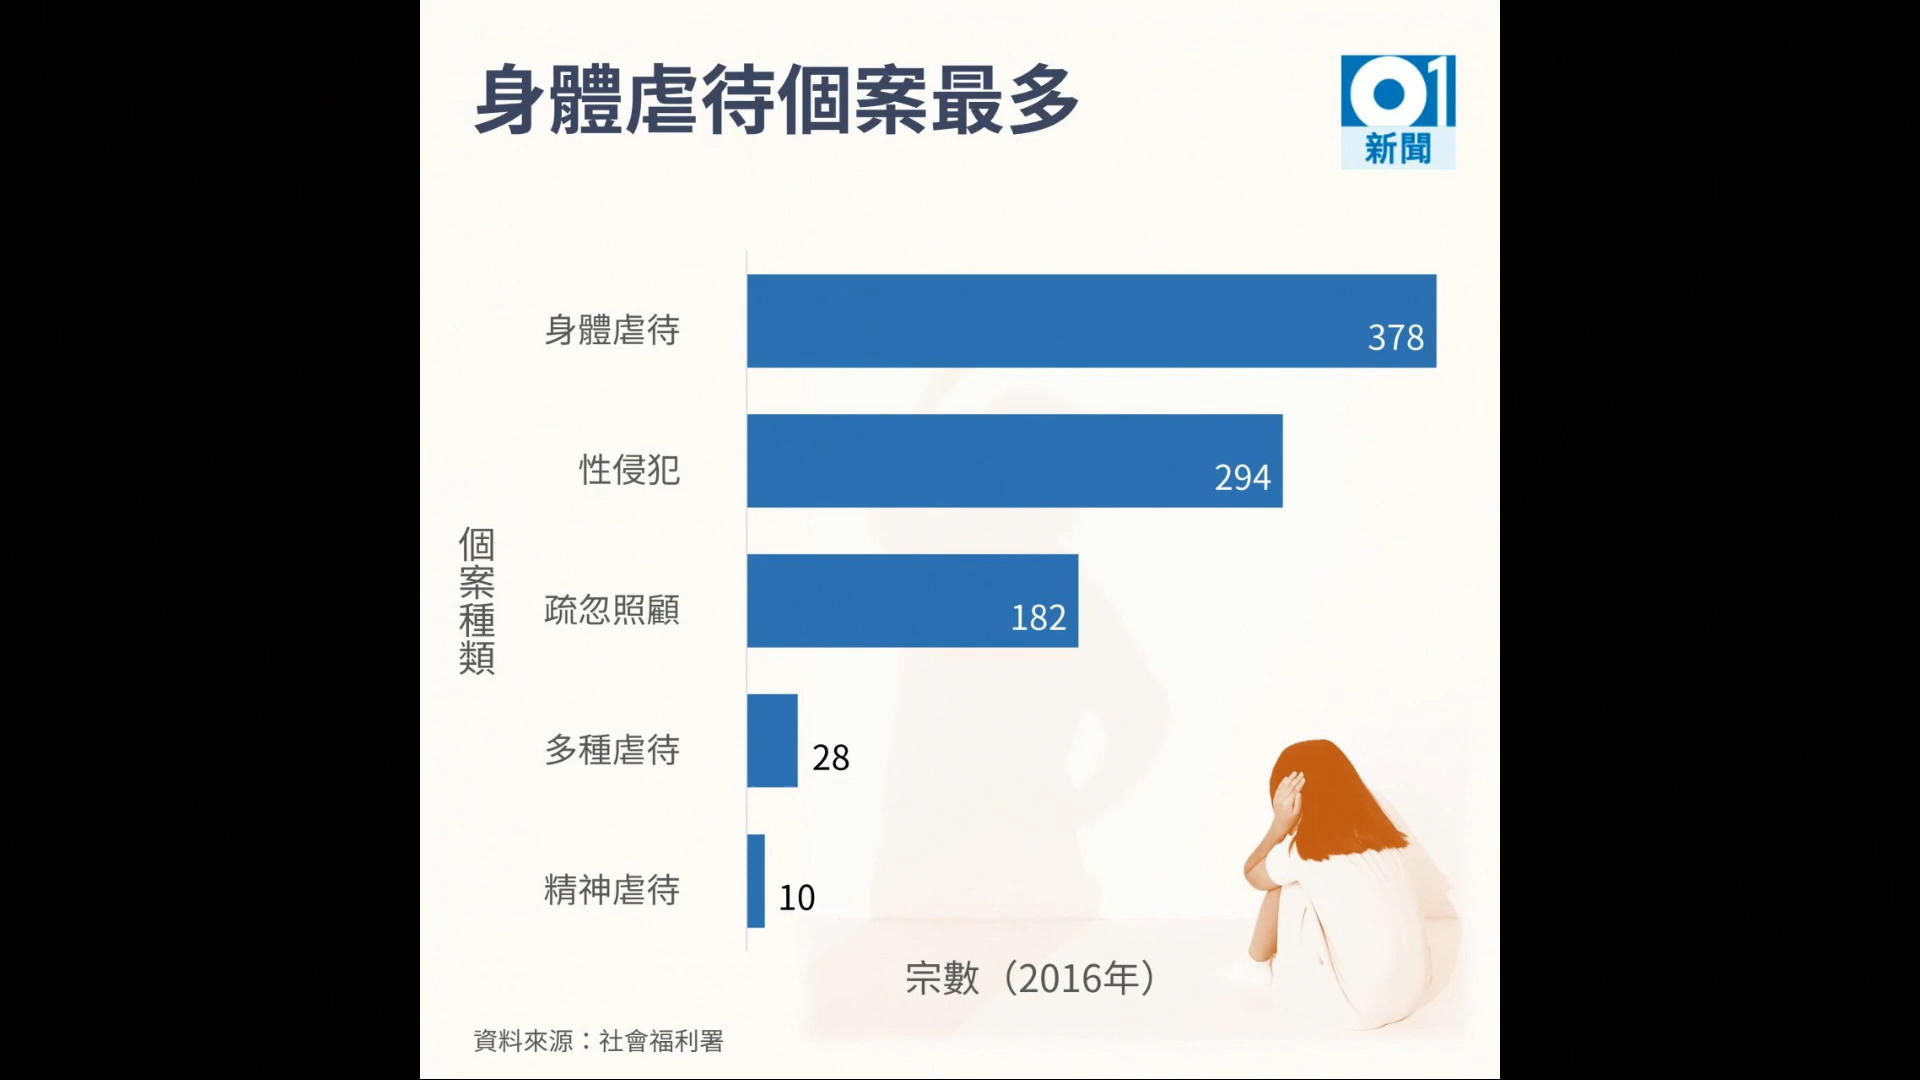 身體虐待個案最多
01
新聞
身體虐待
378
性侵犯
294
疏忽照顧
182
多種虐待
28
精神虐待
10
個案種類
宗數（2016年）
資料來源：社會福利署